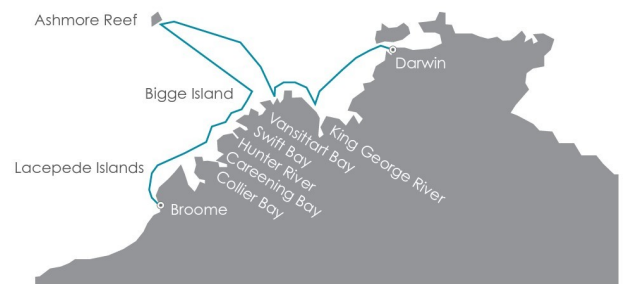 Ashmore Reef
Darwin
Bigge Island
King George River
Vansittart Bay
Swift Bay
Hunter River
Careening Bay
Collier Bay
Lacepede Islands
Broome